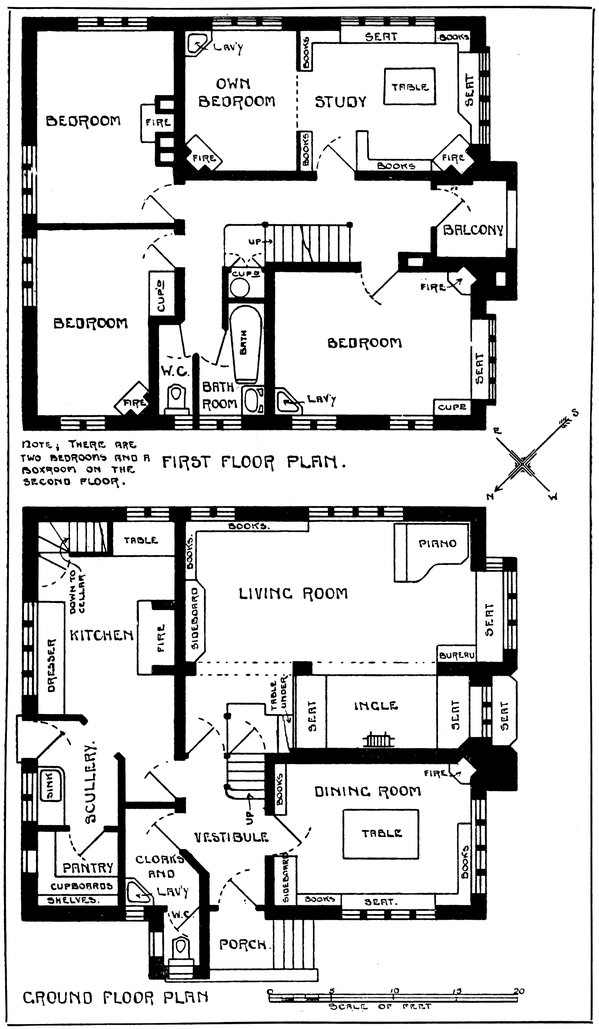 SEAT
BOOKS
BOOKS
LAVY
OWN
BEDROOM
STUDY
TABLE
SEAT
BEDROOM
FIRE
FIRE
BOOKS
BOOKS
FIRE
UP
BALCONY
CUPD
FIRE
CUPD
BEDROOM
BATH
BEDROOM
SEAT
W.C.
BATH
ROOM
FIRE
LAVY
CUPD
NOTE; THERE ARE
TWO BEDROOMS AND A
BOXROOM ON THE
SECOND FLOOR.
FIRST FLOOR PLAN.
E
S
N
W
BOOKS.
TABLE
BOOKS.
PIANO
DOWN TO
CELLAR
LIVING ROOM
SIDEBOARD
SEAT
KITCHEN
FIRE
DRESSER
BUREAU
TABLE
UNDER.
SEAT
INGLE
SEAT
SEAT
SCULLERY.
SINK
FIRE
DINING ROOM
BOOKS
UP
VESTIBULE
TABLE
PANTRY
CUPBOARDS
SHELVES.
CLOAKS
AND
LAVY
BOOKS
SIDEBOARD
BOOKS
SEAT.
W.C.
PORCH.
GROUND FLOOR PLAN
0 5 10 15 20
SCALE OF FEET